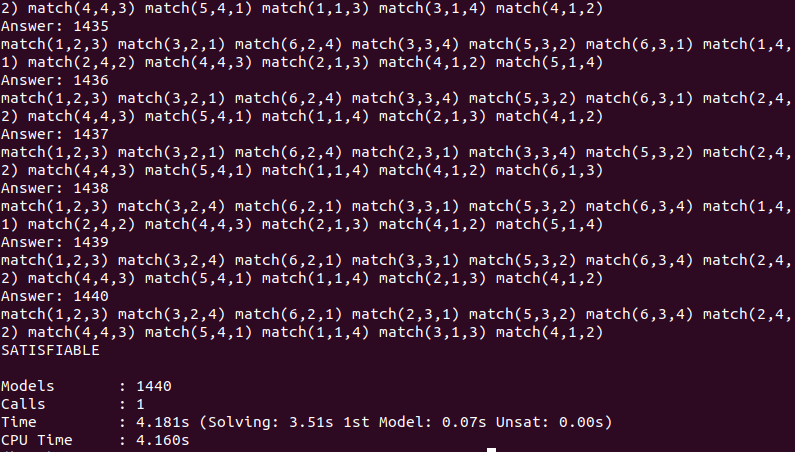 2) match(4,4,3) match(5,4,1) match(1,1,3) match(3,1,4) match(4,1,2)
Answer: 1435
match(1,2,3) match(3,2,1) match(6,2,4) match(3,3,4) match(5,3,2) match(6,3,1) match(1,4,
1) match(2,4,2) match(4,4,3) match(2,1,3) match(4,1,2) match(5,1,4)
Answer: 1436
match(1,2,3) match(3,2,1) match(6,2,4) match(3,3,4) match(5,3,2) match(6,3,1) match(2,4,
2) match(4,4,3) match(5,4,1) match(1,1,4) match(2,1,3) match(4,1,2)
Answer: 1437
match(1,2,3) match(3,2,1) match(6,2,4) match(2,3,1) match(3,3,4) match(5,3,2) match(2,4,
2) match(4,4,3) match(5,4,1) match(1,1,4) match(4,1,2) match(6,1,3)
Answer: 1438
match(1,2,3) match(3,2,4) match(6,2,1) match(3,3,1) match(5,3,2) match(6,3,4) match(1,4,
1) match(2,4,2) match(4,4,3) match(2,1,3) match(4,1,2) match(5,1,4)
Answer: 1439
match(1,2,3) match(3,2,4) match(6,2,1) match(3,3,1) match(5,3,2) match(6,3,4) match(2,4,
2) match(4,4,3) match(5,4,1) match(1,1,4) match(2,1,3) match(4,1,2)
Answer: 1440
match(1,2,3) match(3,2,4) match(6,2,1) match(2,3,1) match(5,3,2) match(6,3,4) match(2,4,
2) match(4,4,3) match(5,4,1) match(1,1,4) match(3,1,3) match(4,1,2)
SATISFIABLE
Models : 1440
Calls : 1
Time : 4.181s (Solving: 3.51s 1st Model: 0.07s Unsat: 0.00s)
CPU Time : 4.160s